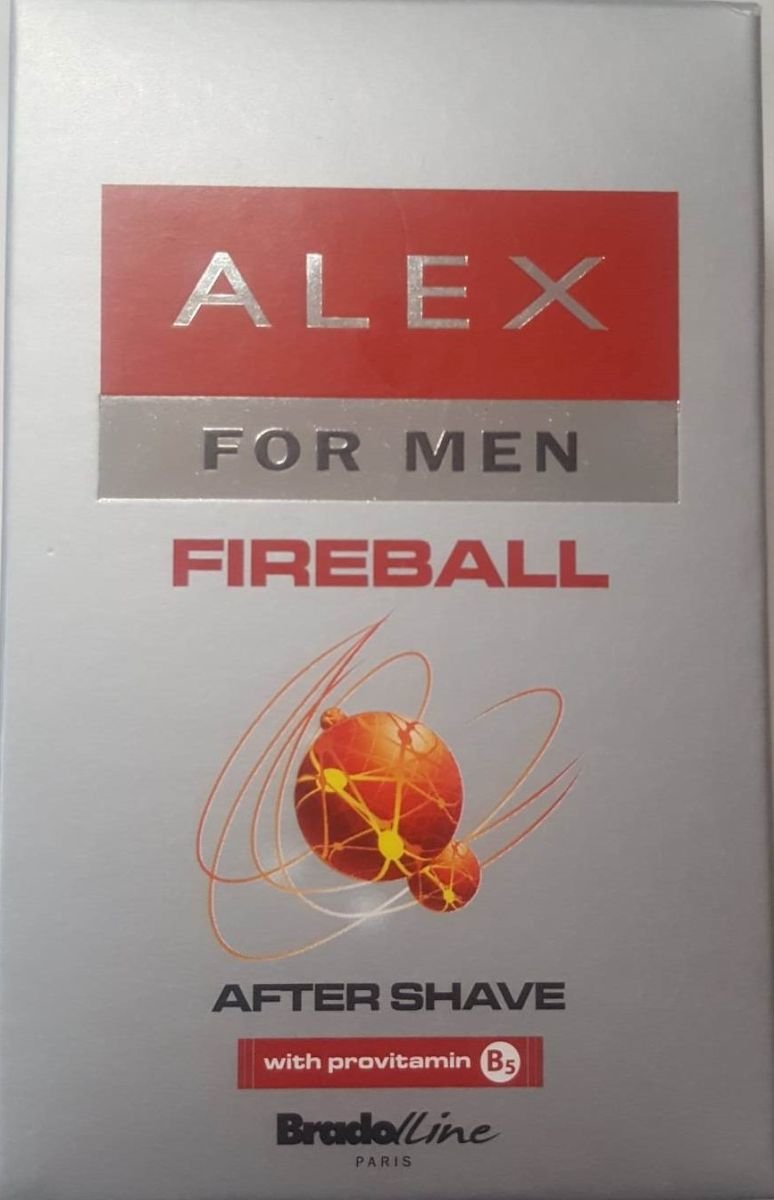 ALEX
FOR MEN
FIREBALL
AFTER SHAVE
with provitamin B5
BradoLine
PARIS